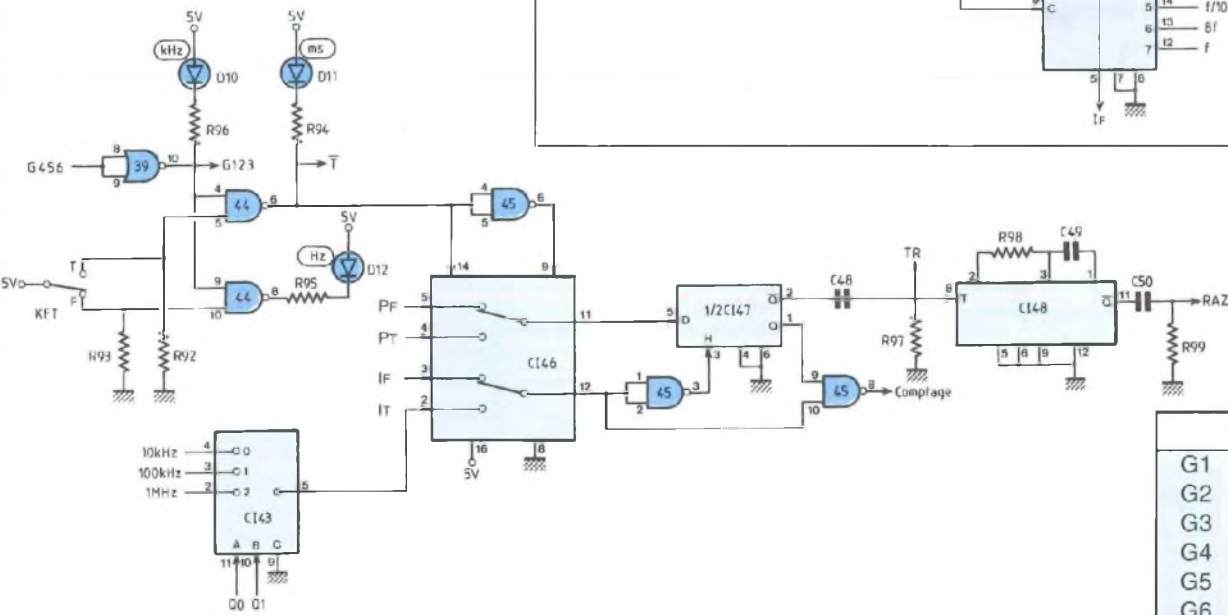 5V
kHz
D10
R96
5V
ms
D11
R94
T
G456
8
9
39
10
G123
4
5
44
6
4
5
45
6
5V
T
F
KFT
9
10
44
8
R95
Hz
5V
D12
R93
R92
14
9
PF
5
PT
4
IF
3
IT
2
CI46
11
12
16
8
5V
10kHz
4
0
100kHz
3
1
1MHz
2
2
5
CI43
A B C
11 10 9
Q0 Q1
5
D
1/2CI47
Q
2
Q
1
H
3
4
6
1
2
45
3
9
10
45
8
Comptage
C48
TR
R97
R98
C49
2
3
1
8
T
CI48
Q
11
5 6 9 12
C50
RAZ
R99
C
5
14
f/10
6
13
8f
7
12
f
5
7
6
IF
G1
G2
G3
G4
G5
G6